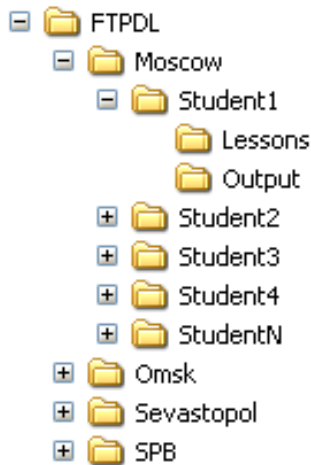 FTPDL
Moscow
Student1
Lessons
Output
Student2
Student3
Student4
StudentN
Omsk
Sevastopol
SPB